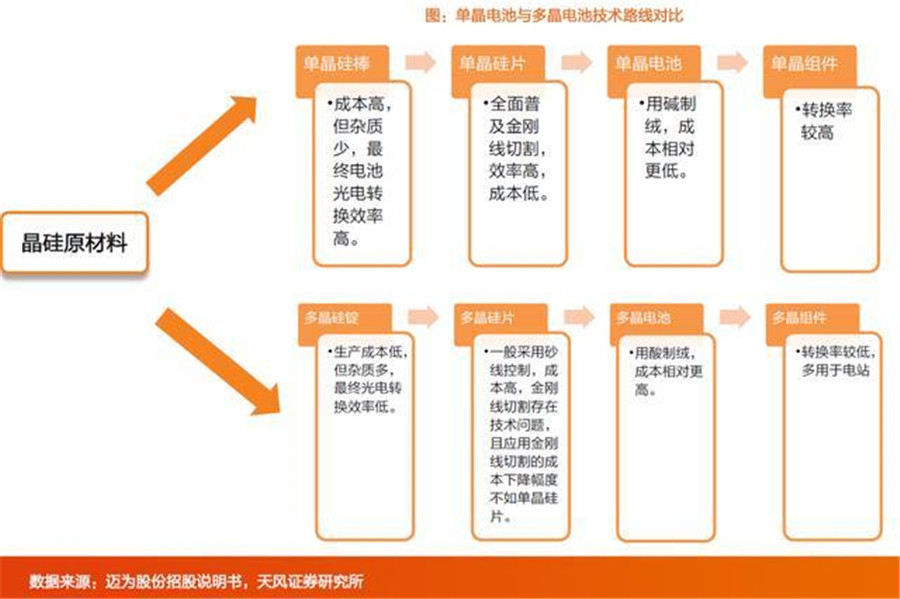 图：单晶电池与多晶电池技术路线对比
晶硅原材料
单晶硅棒
•成本高，
但杂质
少，最
终电池
光电转
换效率
高。
单晶硅片
•全面普
及金刚
线切割，
效率高，
成本低。
单晶电池
•用碱制
绒，成
本相对
更低。
单晶组件
•转换率
较高
多晶硅锭
•生产成本低，
但杂质多，
最终光电转
换效率低。
多晶硅片
•一般采用砂
线控制，成
本高，金刚
线切割存在
技术问题，
且应用金刚
线切割的成
本下降幅度
不如单晶硅
片。
多晶电池
•用酸制绒，
成本相对更
高。
多晶组件
•转换率较低，
多用于电站
数据来源：迈为股份招股说明书，天风证券研究所